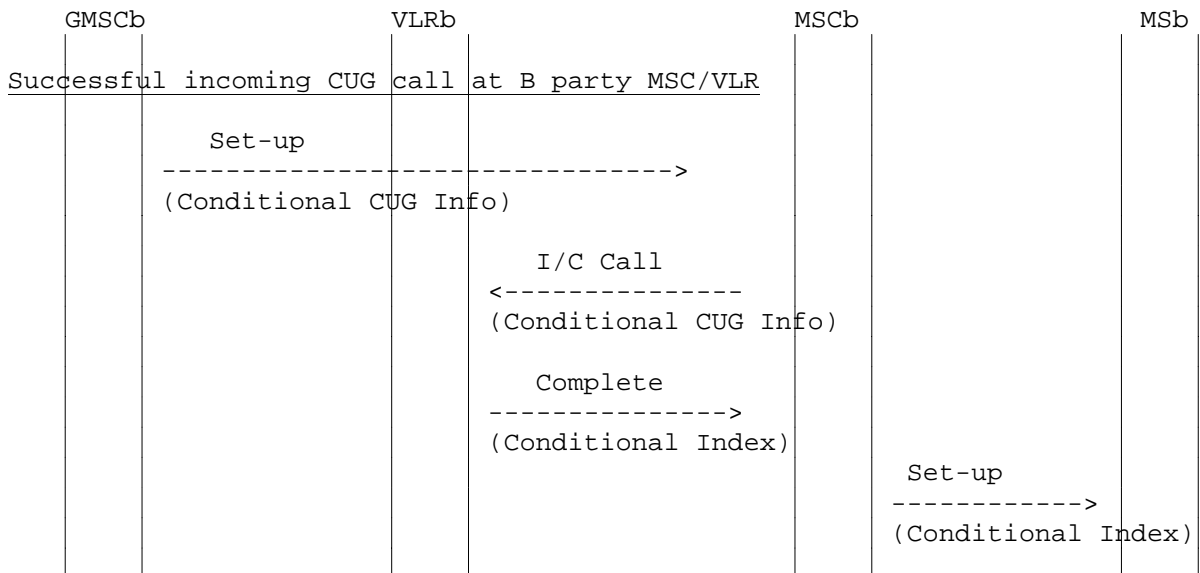 GMSCb VLRb MSCb MSb
Successful incoming CUG call at B party MSC/VLR
Set-up
-------------------------------->
(Conditional CUG Info)
I/C Call
<---------------
(Conditional CUG Info)
Complete
--------------->
(Conditional Index)
Set-up
------------>
(Conditional Index)